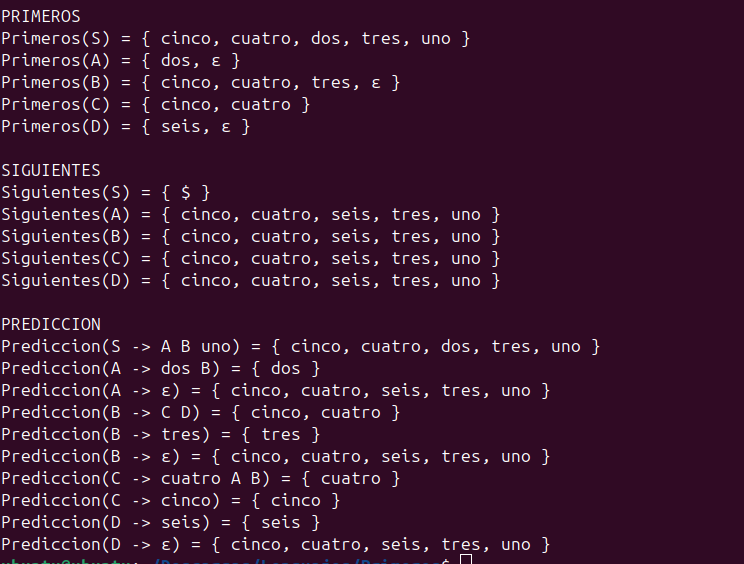 PRIMEROS
Primeros(S) = { cinco, cuatro, dos, tres, uno }
Primeros(A) = { dos, ε }
Primeros(B) = { cinco, cuatro, tres, ε }
Primeros(C) = { cinco, cuatro }
Primeros(D) = { seis, ε }
SIGUIENTES
Siguientes(S) = { $ }
Siguientes(A) = { cinco, cuatro, seis, tres, uno }
Siguientes(B) = { cinco, cuatro, seis, tres, uno }
Siguientes(C) = { cinco, cuatro, seis, tres, uno }
Siguientes(D) = { cinco, cuatro, seis, tres, uno }
PREDICCION
Prediccion(S -> A B uno) = { cinco, cuatro, dos, tres, uno }
Prediccion(A -> dos B) = { dos }
Prediccion(A -> ε) = { cinco, cuatro, seis, tres, uno }
Prediccion(B -> C D) = { cinco, cuatro }
Prediccion(B -> tres) = { tres }
Prediccion(B -> ε) = { cinco, cuatro, seis, tres, uno }
Prediccion(C -> cuatro A B) = { cuatro }
Prediccion(C -> cinco) = { cinco }
Prediccion(D -> seis) = { seis }
Prediccion(D -> ε) = { cinco, cuatro, seis, tres, uno }